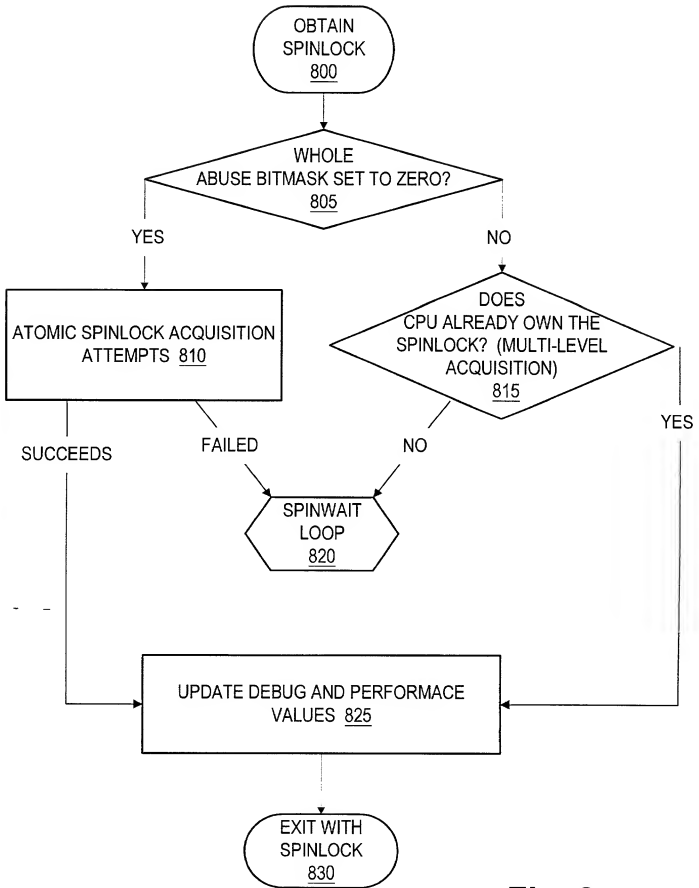 OBTAIN
SPINLOCK
800
WHOLE
ABUSE BITMASK SET TO ZERO?
805
YES
NO
ATOMIC SPINLOCK ACQUISITION
ATTEMPTS 810
DOES
CPU ALREADY OWN THE
SPINLOCK? (MULTI-LEVEL
ACQUISITION)
815
SUCCEEDS
FAILED
NO
YES
SPINWAIT
LOOP
820
UPDATE DEBUG AND PERFORMACE
VALUES 825
EXIT WITH
SPINLOCK
830